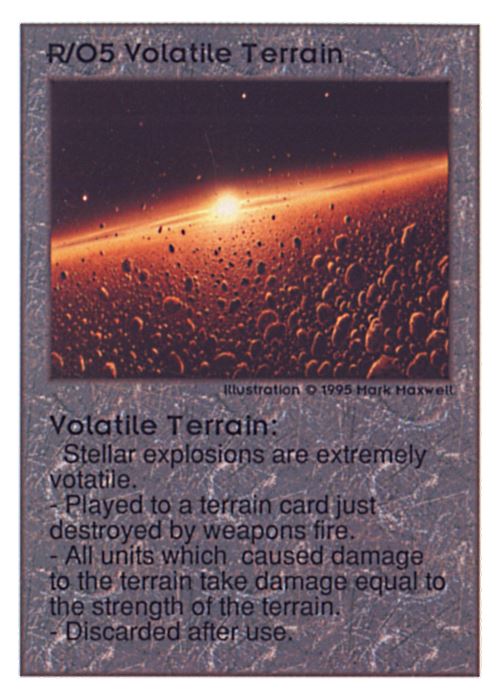 R/O5 Volatile Terrain
Illustration © 1995 Mark Maxwell
Volatile Terrain:
Stellar explosions are extremely
votatile.
- Played to a terrain card just
destroyed by weapons fire.
- All units which caused damage
to the terrain take damage equal to
the strength of the terrain.
- Discarded after use.